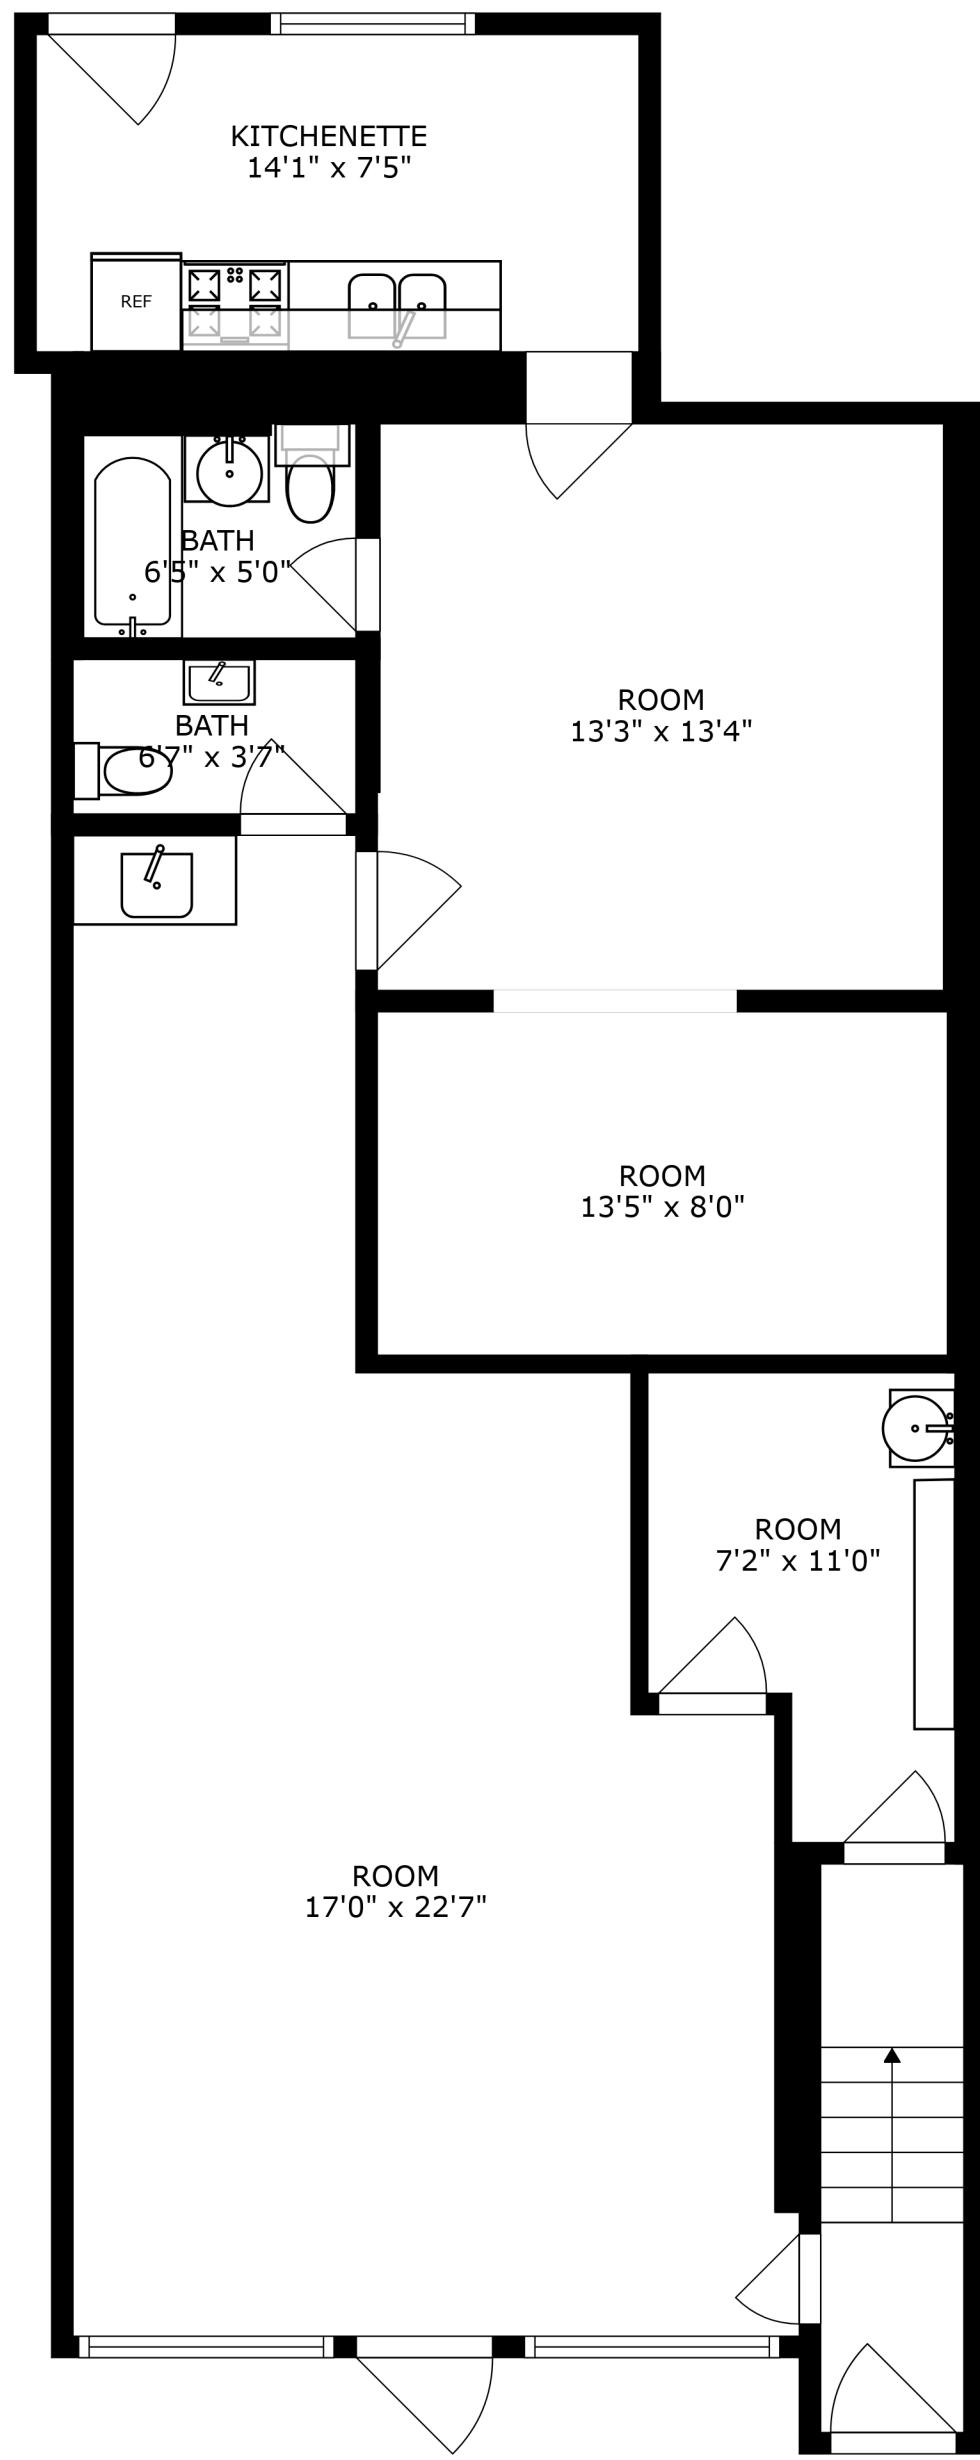 KITCHENETTE
14'1" x 7'5"
REF
BATH
6'5" x 5'0"
BATH
6'7" x 3'7"
ROOM
13'3" x 13'4"
ROOM
13'5" x 8'0"
ROOM
7'2" x 11'0"
ROOM
17'0" x 22'7"